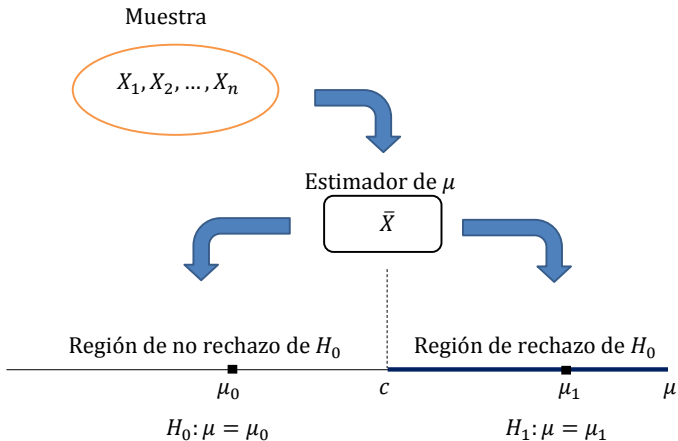 Muestra
X₁, X₂, …, Xₙ
Estimador de μ
X̄
Región de no rechazo de H₀
Región de rechazo de H₀
μ₀
c
μ₁
μ
H₀: μ = μ₀
H₁: μ = μ₁